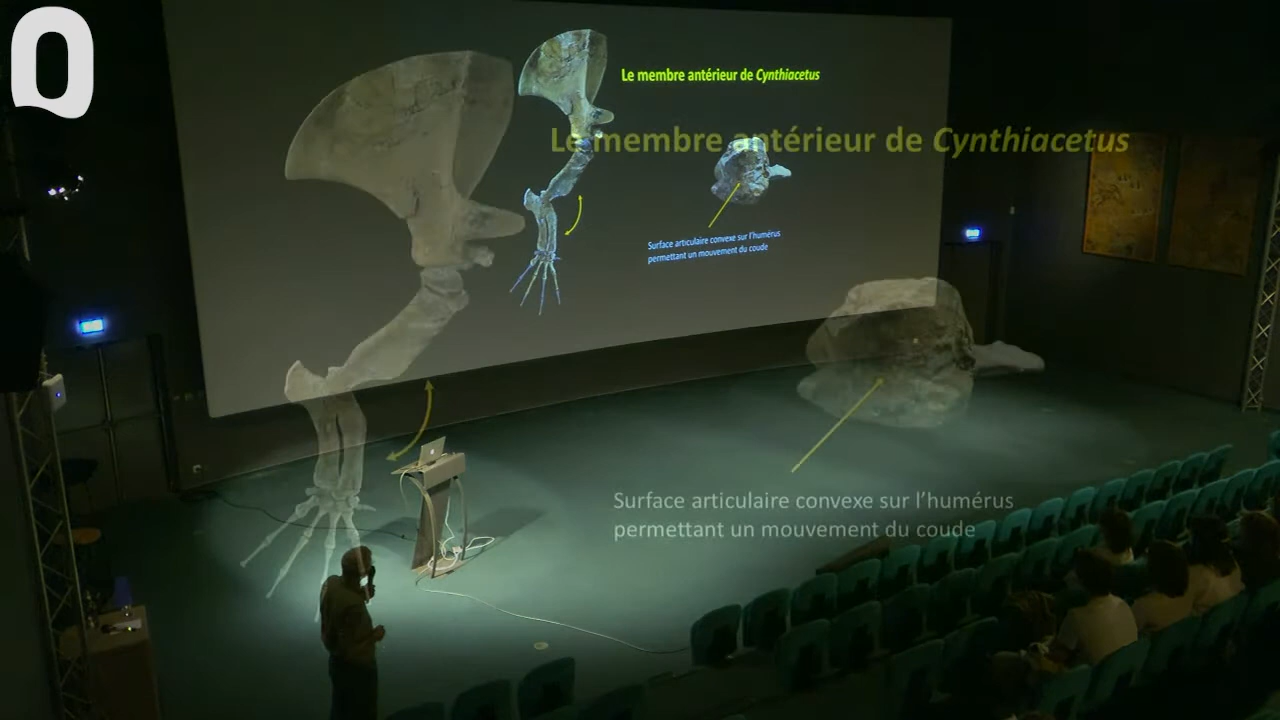 Q
Le membre antérieur de Cynthiacetus
Le membre antérieur de Cynthiacetus
Surface articulaire convexe sur l'humérus
permettant un mouvement du coude
Surface articulaire convexe sur l'humérus
permettant un mouvement du coude